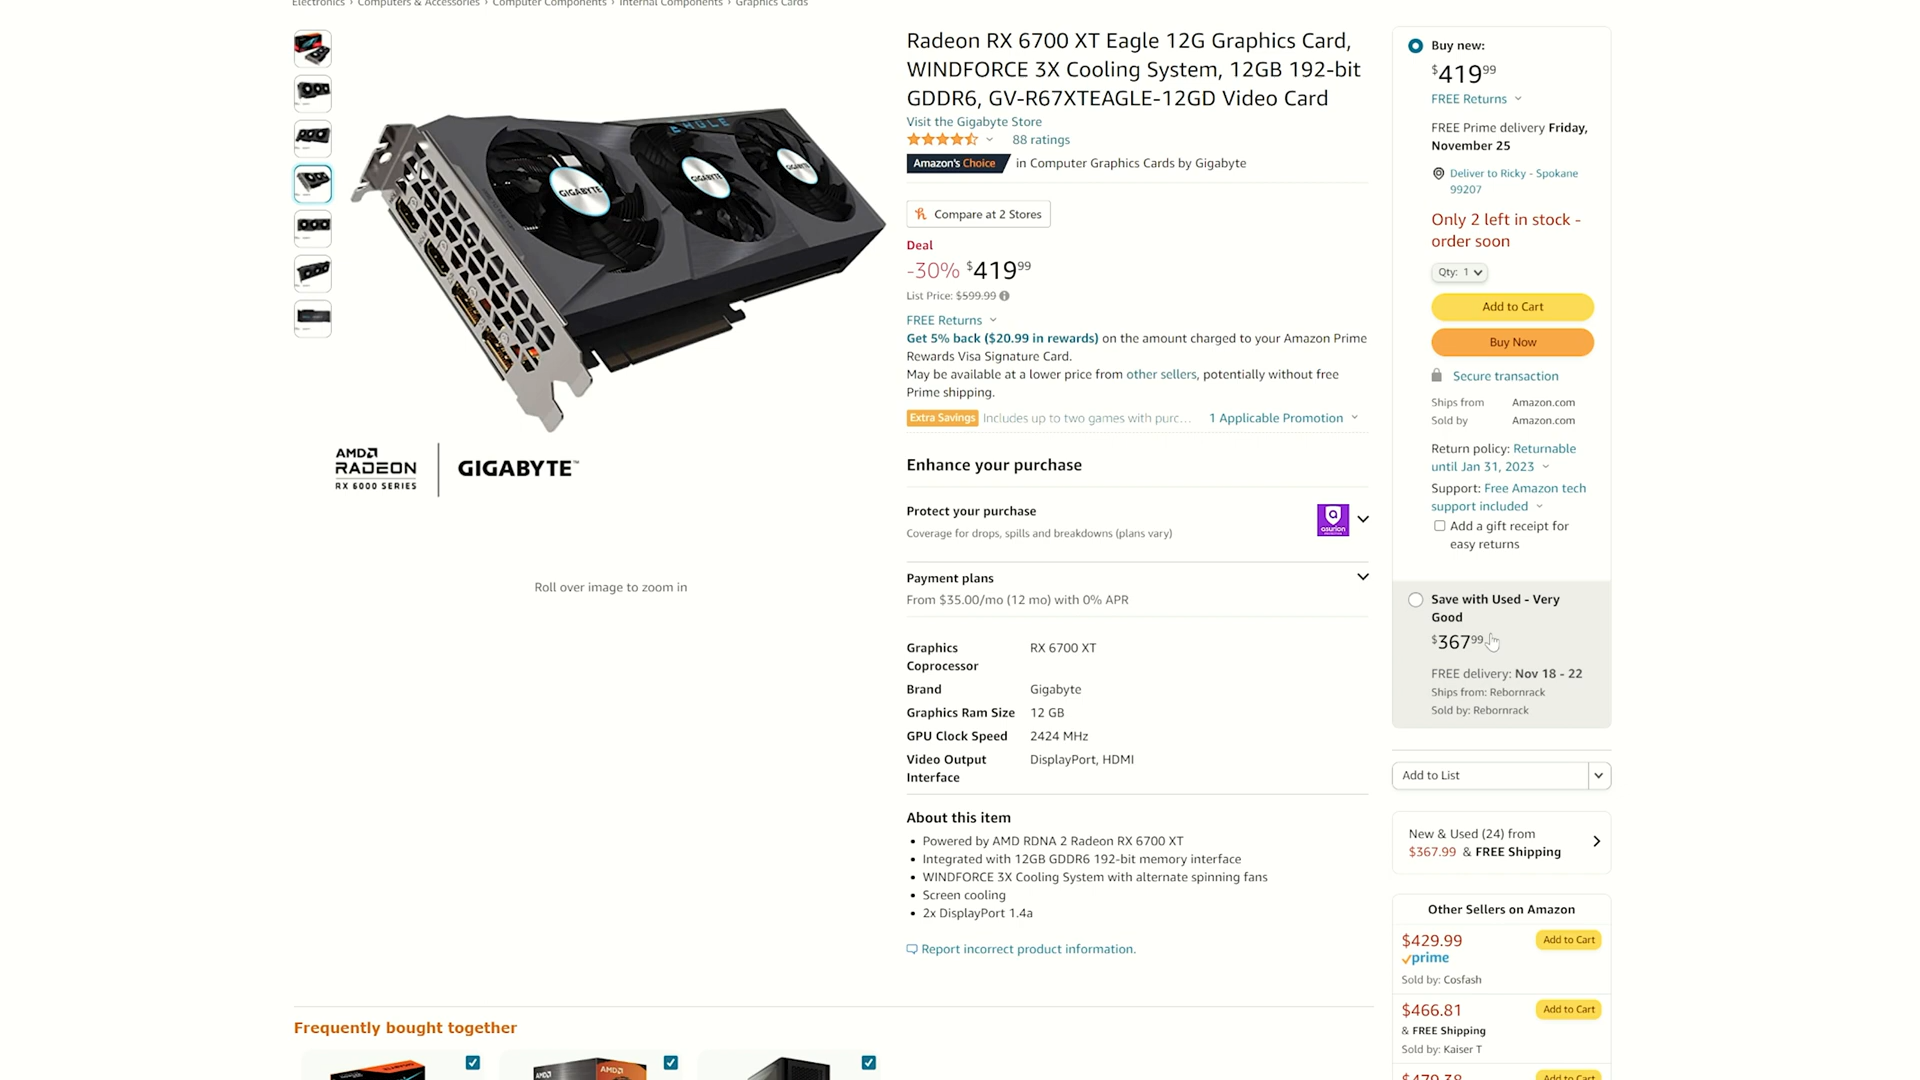 Electronics › Computers & Accessories › Computer Components › Internal Components › Graphics Cards
Radeon RX 6700 XT Eagle 12G Graphics Card,
WINDFORCE 3X Cooling System, 12GB 192-bit
GDDR6, GV-R67XTEAGLE-12GD Video Card
Visit the Gigabyte Store
88 ratings
Amazon's Choice in Computer Graphics Cards by Gigabyte
Compare at 2 Stores
Deal
-30% $419 99
List Price: $599.99
FREE Returns
Get 5% back ($20.99 in rewards) on the amount charged to your Amazon Prime
Rewards Visa Signature Card.
May be available at a lower price from other sellers, potentially without free
Prime shipping.
Extra Savings Includes up to two games with purc... 1 Applicable Promotion
EAGLE
GIGABYTE
GIGABYTE
GIGABYTE
AMD
RADEON
RX 6000 SERIES
GIGABYTE™
Roll over image to zoom in
Enhance your purchase
Protect your purchase
Coverage for drops, spills and breakdowns (plans vary)
asurion
Payment plans
From $35.00/mo (12 mo) with 0% APR
Graphics
Coprocessor
RX 6700 XT
Brand Gigabyte
Graphics Ram Size 12 GB
GPU Clock Speed 2424 MHz
Video Output
Interface
DisplayPort, HDMI
About this item
• Powered by AMD RDNA 2 Radeon RX 6700 XT
• Integrated with 12GB GDDR6 192-bit memory interface
• WINDFORCE 3X Cooling System with alternate spinning fans
• Screen cooling
• 2x DisplayPort 1.4a
Report incorrect product information.
Frequently bought together
AMD
AMD
Buy new:
$419 99
FREE Returns
FREE Prime delivery Friday,
November 25
Deliver to Ricky - Spokane
99207
Only 2 left in stock -
order soon
Qty: 1
Add to Cart
Buy Now
Secure transaction
Ships from Amazon.com
Sold by Amazon.com
Return policy: Returnable
until Jan 31, 2023
Support: Free Amazon tech
support included
Add a gift receipt for
easy returns
Save with Used - Very
Good
$367 99
FREE delivery: Nov 18 - 22
Ships from: Rebornrack
Sold by: Rebornrack
Add to List
New & Used (24) from
$367.99 & FREE Shipping
Other Sellers on Amazon
$429.99 Add to Cart
prime
Sold by: Cosfash
$466.81 Add to Cart
& FREE Shipping
Sold by: Kaiser T
$479.38 Add to Cart